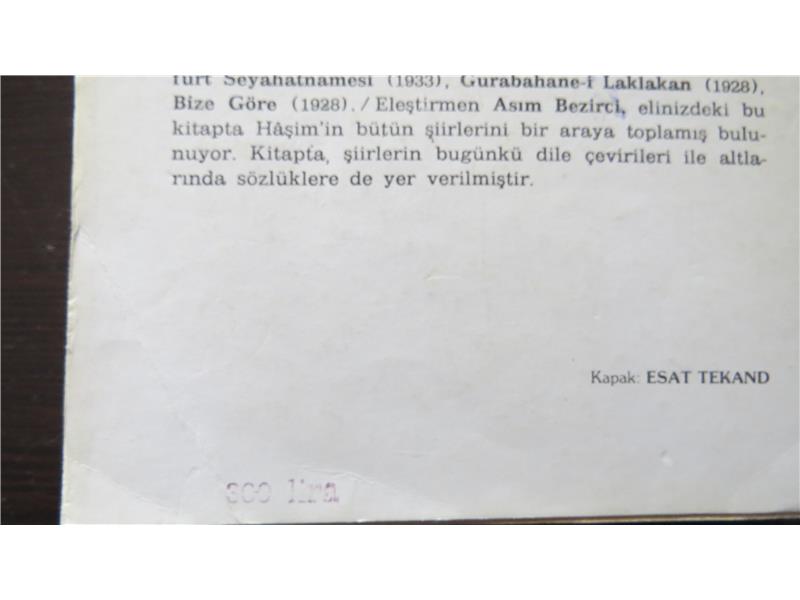 furt Seyahatnamesi (1933), Gurabahane-i Laklakan (1928),
Bize Göre (1928). / Eleştirmen Asım Bezirci, elinizdeki bu
kitapta Hâşim'in bütün şiirlerini bir araya toplamış bulu-
nuyor. Kitapta, şiirlerin bugünkü dile çevirileri ile altla-
rında sözlüklere de yer verilmiştir.
Kapak: ESAT TEKAND
300 lira